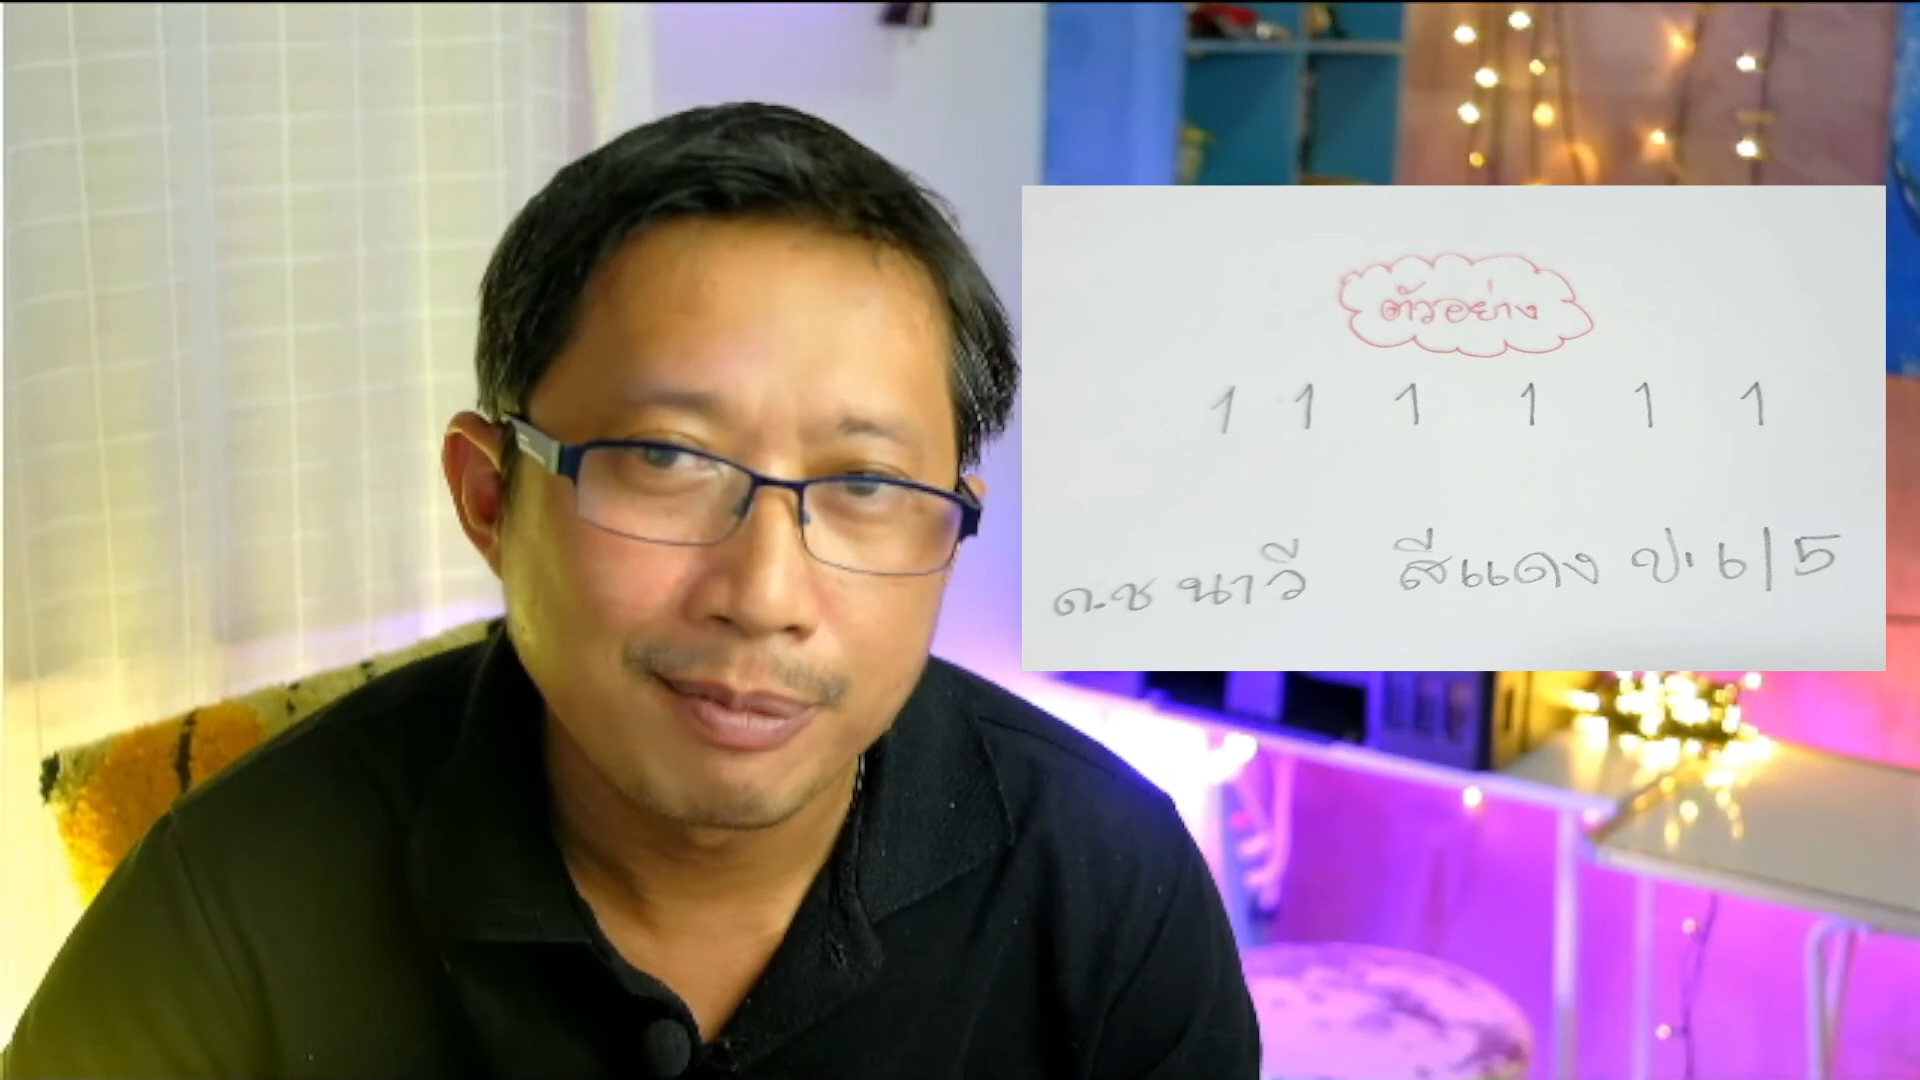 ตัวอย่าง
1 1 1 1 1 1
ด.ช นาวี สีแดง ป.6/5